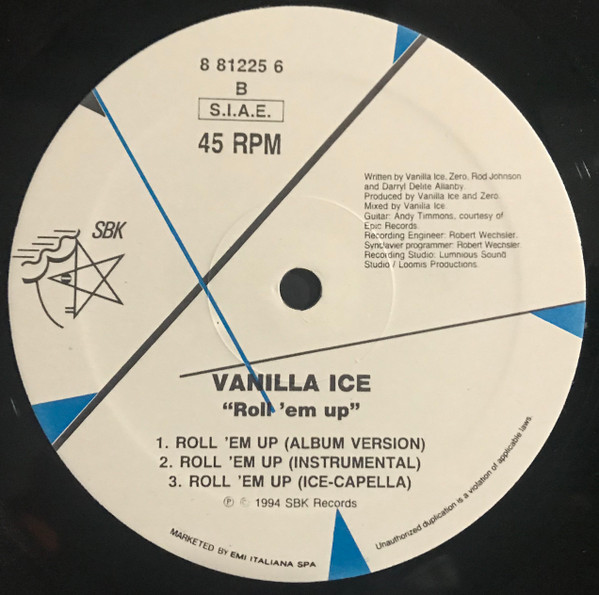 8 81225 6
B
S.I.A.E.
45 RPM
SBK
Written by Vanilla Ice, Zero, Rod Johnson
and Darryl Delite Allanby.
Produced by Vanilla Ice and Zero.
Mixed by Vanilla Ice.
Guitar: Andy Timmons, courtesy of
Epic Records.
Recording Engineer: Robert Wechsler.
Synclavier programmer: Robert Wechsler.
Recording Studio: Lumnious Sound
Studio / Loomis Productions.
VANILLA ICE
“Roll ’em up”
1. ROLL ’EM UP (ALBUM VERSION)
2. ROLL ’EM UP (INSTRUMENTAL)
3. ROLL ’EM UP (ICE-CAPELLA)
℗ © 1994 SBK Records
MARKETED BY EMI ITALIANA SPA
Unauthorized duplication is a violation of applicable laws.